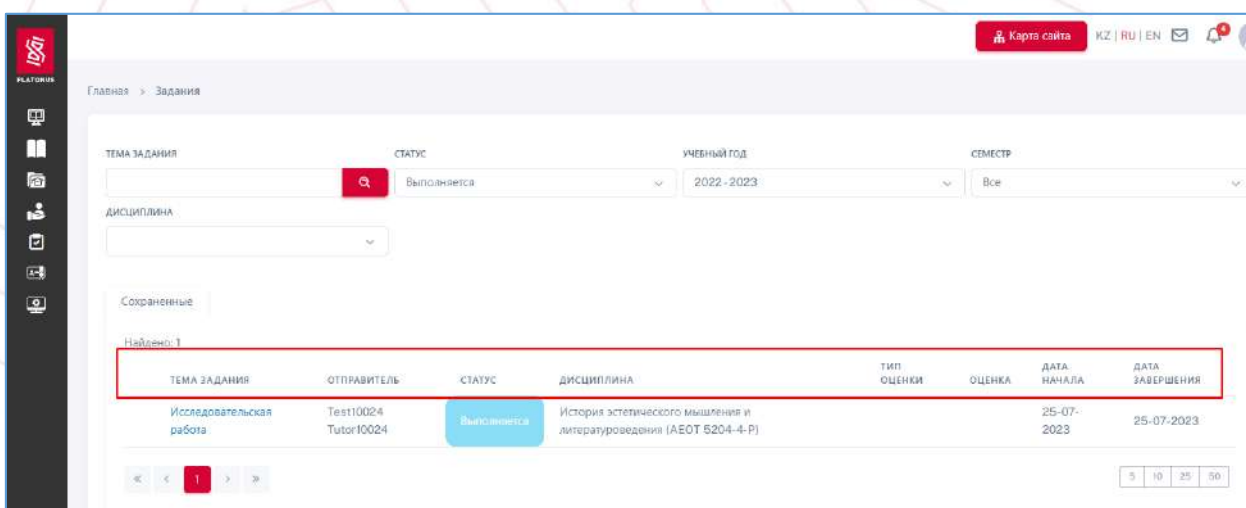 Карта сайта KZ | RU | EN 4
PLATONUS
Главная > Задания
ТЕМА ЗАДАНИЯ СТАТУС УЧЕБНЫЙ ГОД СЕМЕСТР
Выполняется 2022-2023 Все
ДИСЦИПЛИНА
Сохраненные
Найдено: 1
ТЕМА ЗАДАНИЯ ОТПРАВИТЕЛЬ СТАТУС ДИСЦИПЛИНА ТИП ОЦЕНКИ ОЦЕНКА ДАТА НАЧАЛА ДАТА ЗАВЕРШЕНИЯ
Исследовательская работа Test10024 Tutor10024 Выполняется История эстетического мышления и литературоведения (AEOT 5204-4-P) 25-07-2023 25-07-2023
« < 1 > » 5 10 25 50